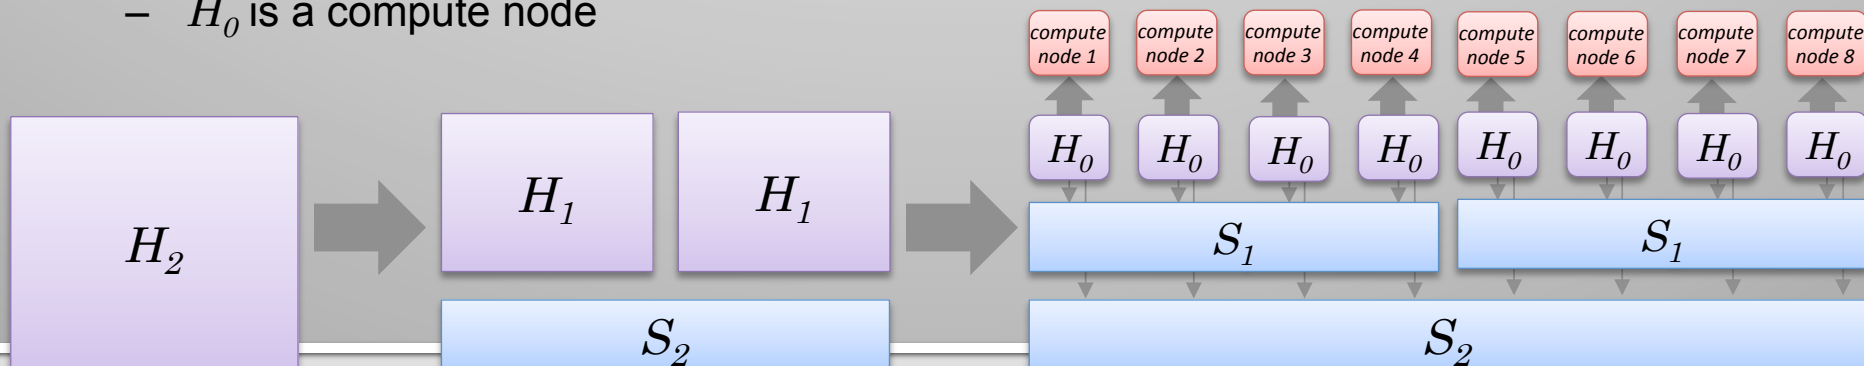 – H₀ is a compute node
compute node 1
compute node 2
compute node 3
compute node 4
compute node 5
compute node 6
compute node 7
compute node 8
H₂
H₁
H₁
S₂
H₀
H₀
H₀
H₀
H₀
H₀
H₀
H₀
S₁
S₁
S₂